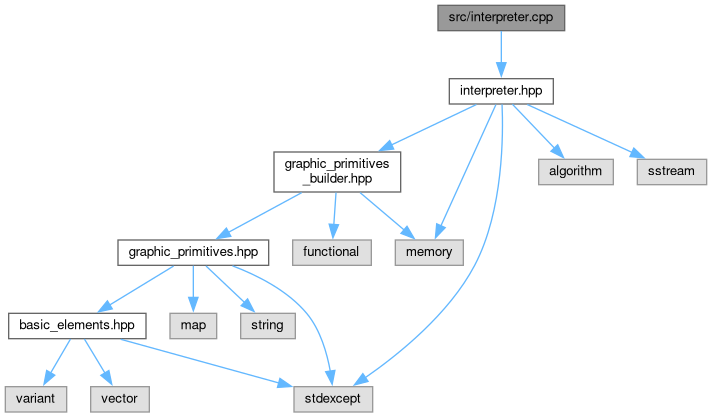 src/interpreter.cpp
interpreter.hpp
graphic_primitives
_builder.hpp
algorithm
sstream
graphic_primitives.hpp
functional
memory
basic_elements.hpp
map
string
variant
vector
stdexcept